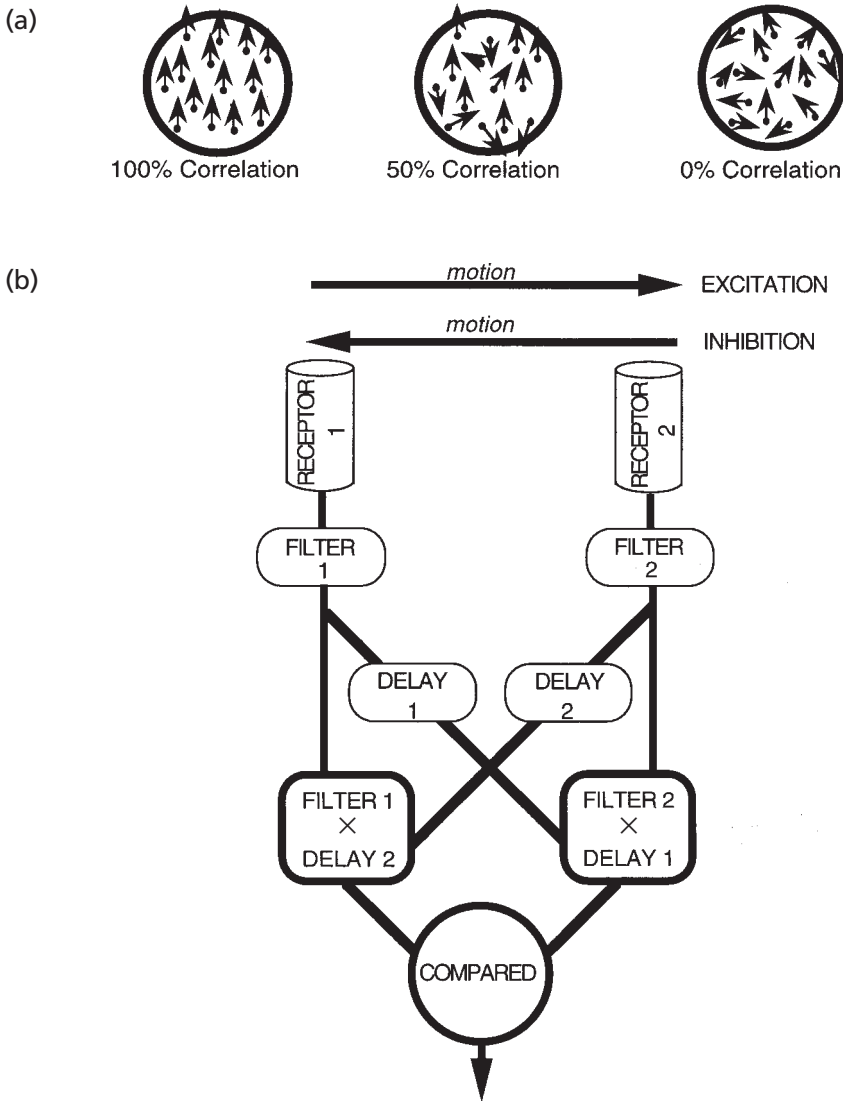 (a)
100% Correlation
50% Correlation
0% Correlation
(b)
motion
EXCITATION
motion
INHIBITION
RECEPTOR
1
RECEPTOR
2
FILTER
1
FILTER
2
DELAY
1
DELAY
2
FILTER 1
×
DELAY 2
FILTER 2
×
DELAY 1
COMPARED